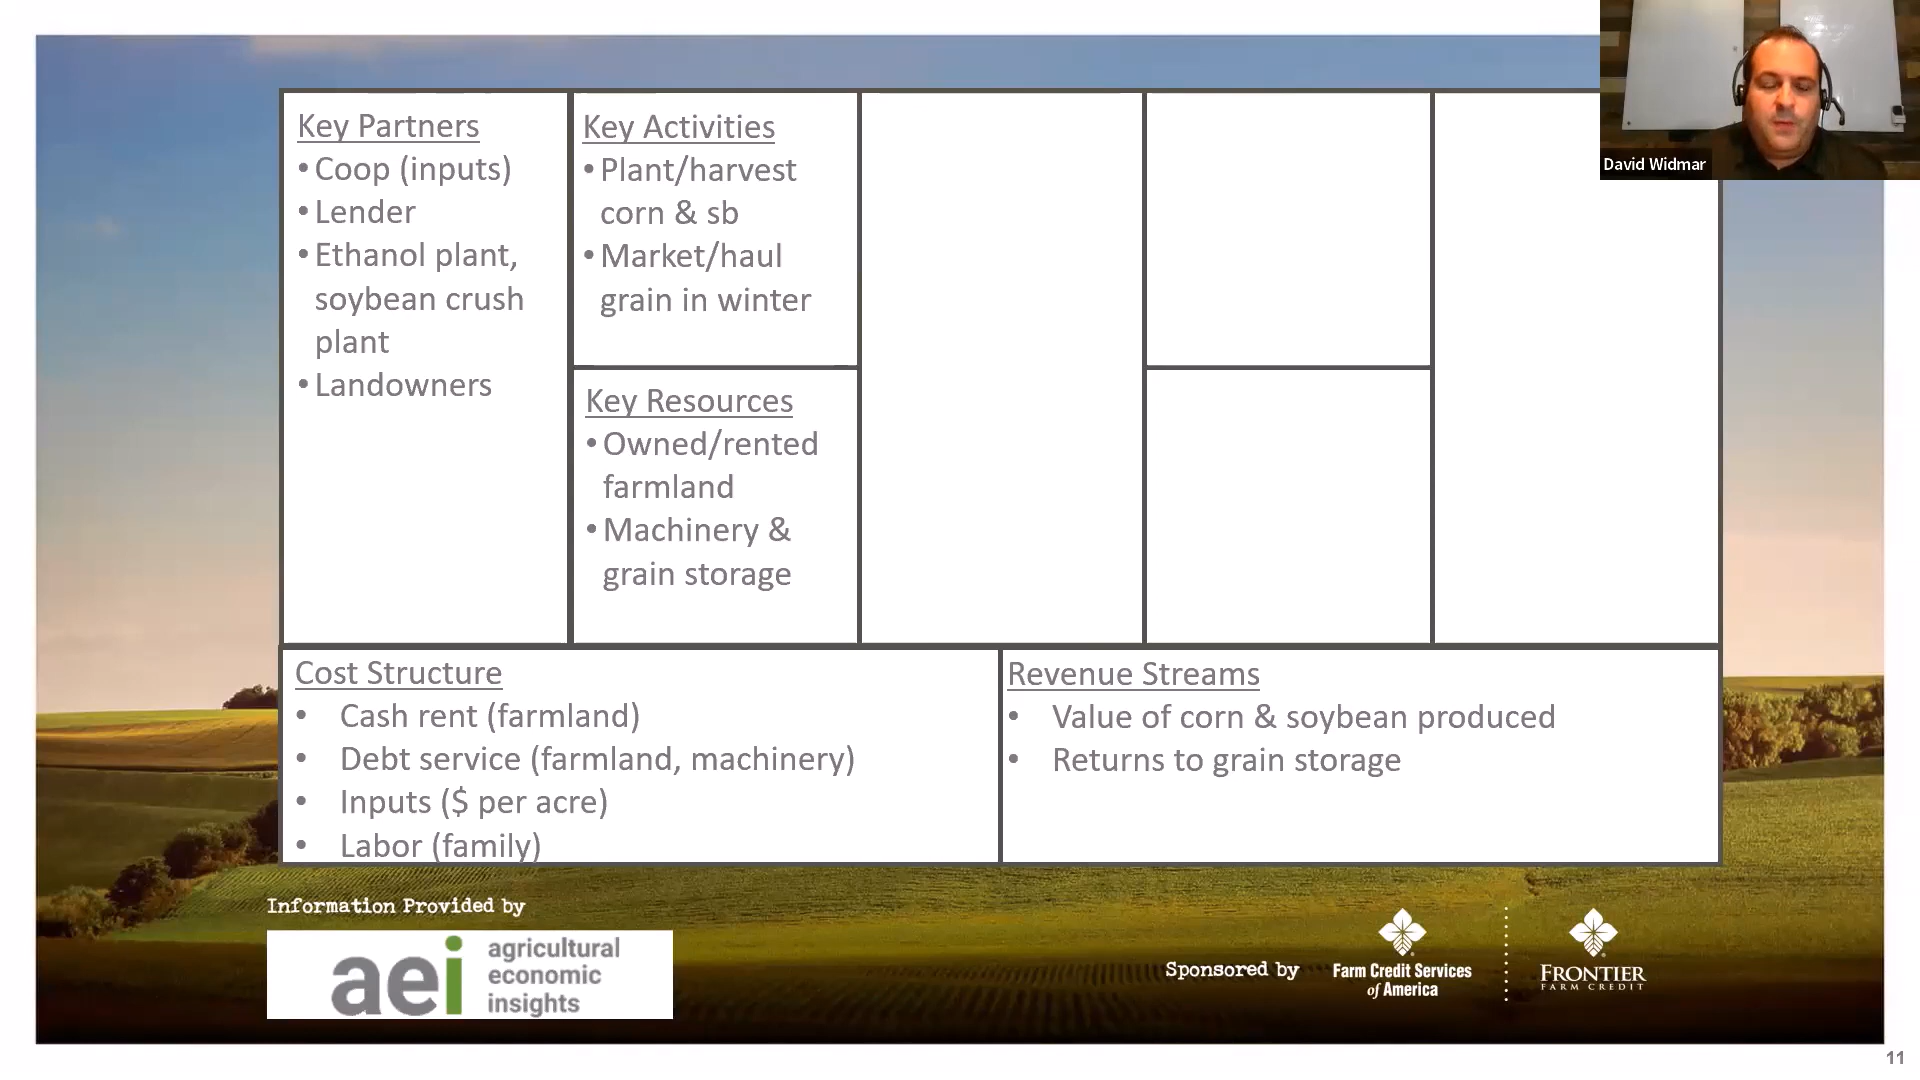 Key Partners
• Coop (inputs)
• Lender
• Ethanol plant,
soybean crush
plant
• Landowners
Key Activities
• Plant/harvest
corn & sb
• Market/haul
grain in winter
Key Resources
• Owned/rented
farmland
• Machinery &
grain storage
Cost Structure
• Cash rent (farmland)
• Debt service (farmland, machinery)
• Inputs ($ per acre)
• Labor (family)
Revenue Streams
• Value of corn & soybean produced
• Returns to grain storage
David Widmar
Information Provided by
aei
agricultural
economic
insights
Sponsored by
Farm Credit Services
of America
FRONTIER
FARM CREDIT
11